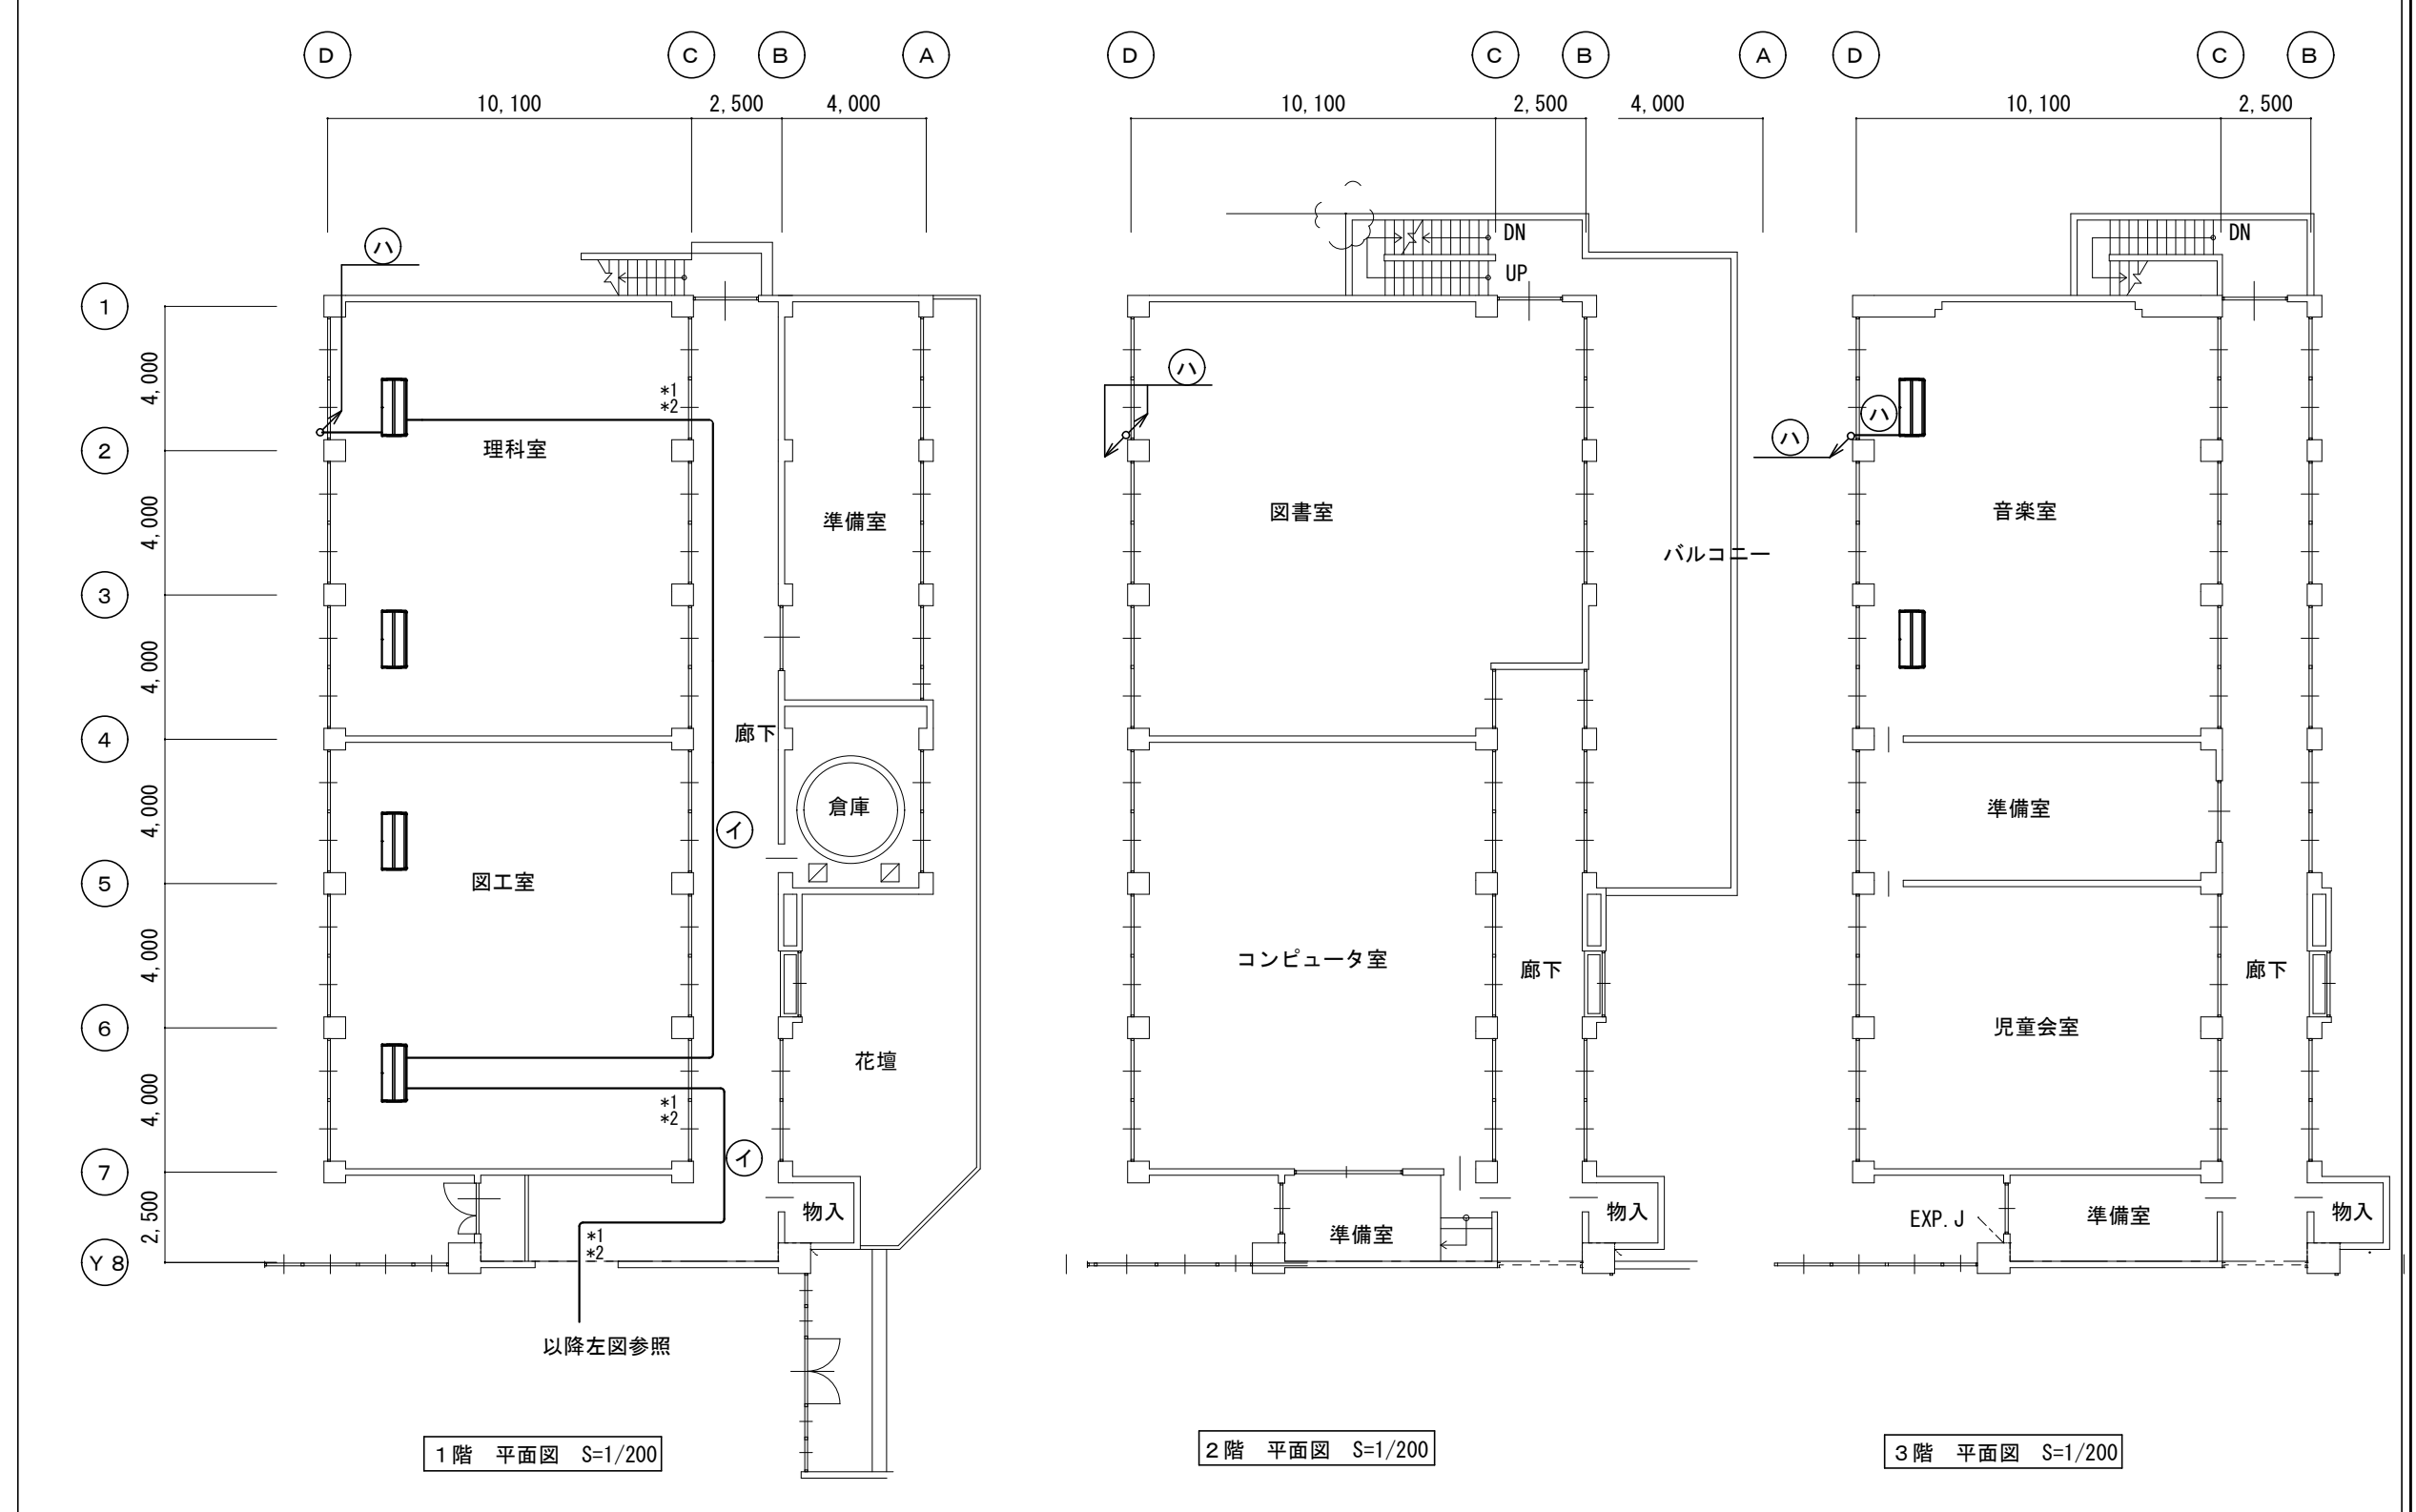 D C B A D C B A D C B
10,100 2,500 4,000 10,100 2,500 4,000 10,100 2,500
ハ
DN
UP
DN
1
4,000
ハ
*1
*2
ハ
ハ
2
理科室
4,000
準備室
図書室
バルコニー
音楽室
3
4,000
4
廊下
4,000
倉庫
イ
準備室
5
図工室
4,000
コンピュータ室
廊下
廊下
6
児童会室
花壇
4,000
*1
*2
イ
7
2,500
物入
準備室
物入
EXP.J
準備室
物入
*1
*2
Y8
以降左図参照
1階 平面図 S=1/200
2階 平面図 S=1/200
3階 平面図 S=1/200